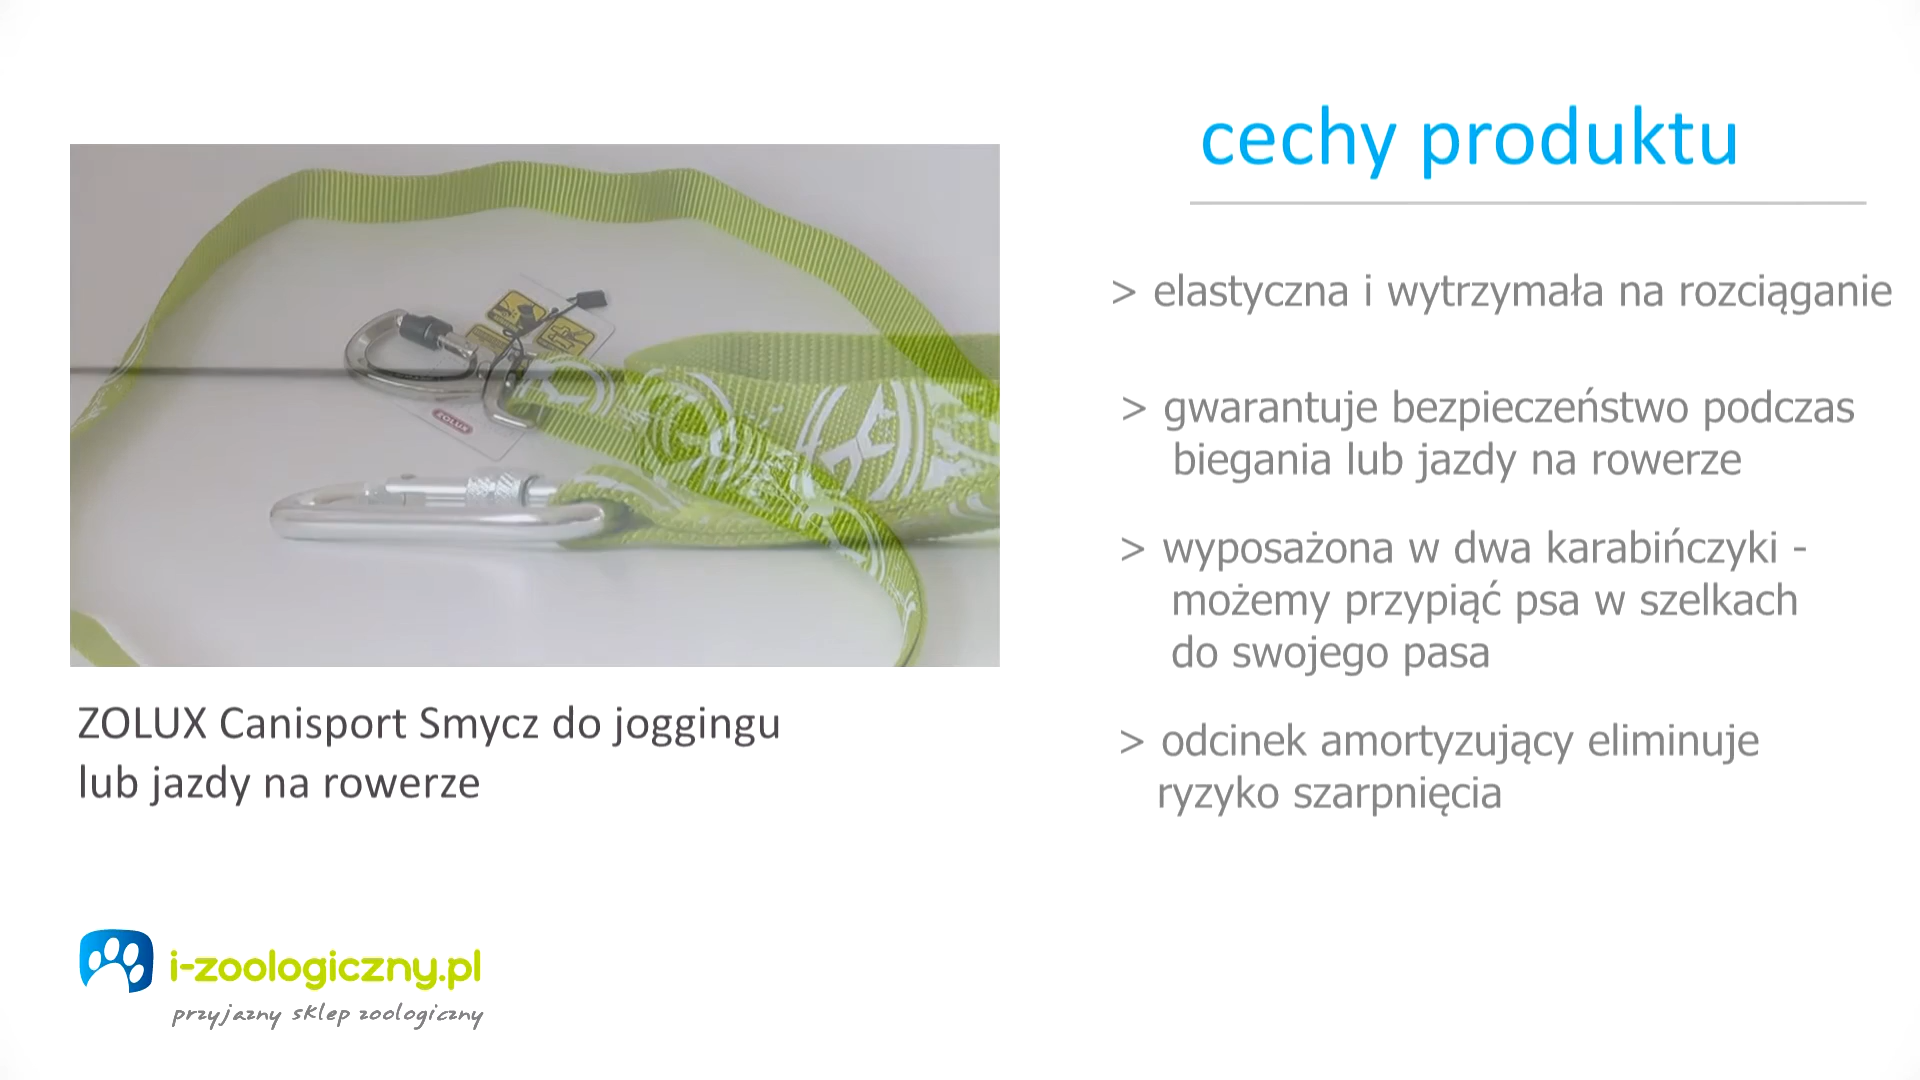 cechy produktu
> elastyczna i wytrzymała na rozciąganie
> gwarantuje bezpieczeństwo podczas
biegania lub jazdy na rowerze
> wyposażona w dwa karabińczyki -
możemy przypiąć psa w szelkach
do swojego pasa
> odcinek amortyzujący eliminuje
ryzyko szarpnięcia
ZOLUX
ZOLUX Canisport Smycz do joggingu
lub jazdy na rowerze
i-zoologiczny.pl
przyjazny sklep zoologiczny